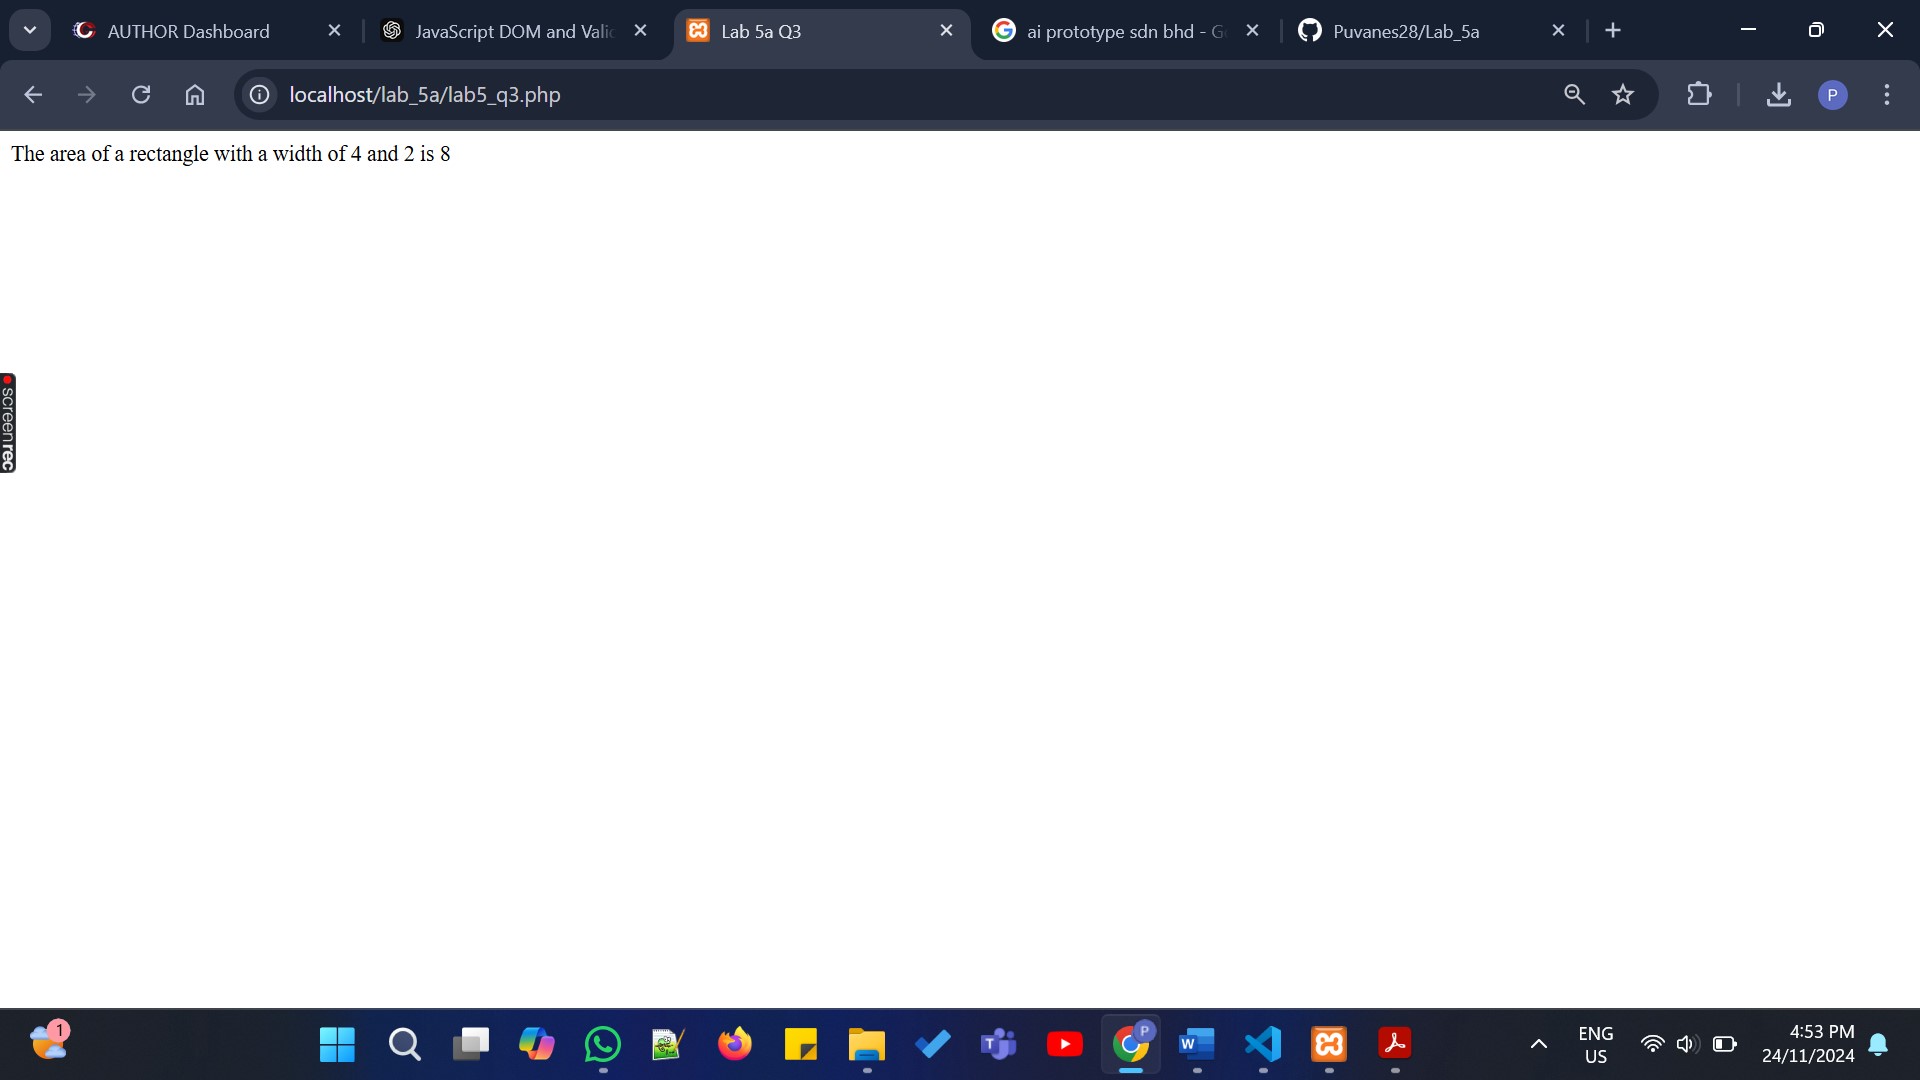 AUTHOR Dashboard
JavaScript DOM and Valid
Lab 5a Q3
ai prototype sdn bhd - G
Puvanes28/Lab_5a
localhost/lab_5a/lab5_q3.php
P
The area of a rectangle with a width of 4 and 2 is 8
screenrec
1
P
ENG
US
4:53 PM
24/11/2024